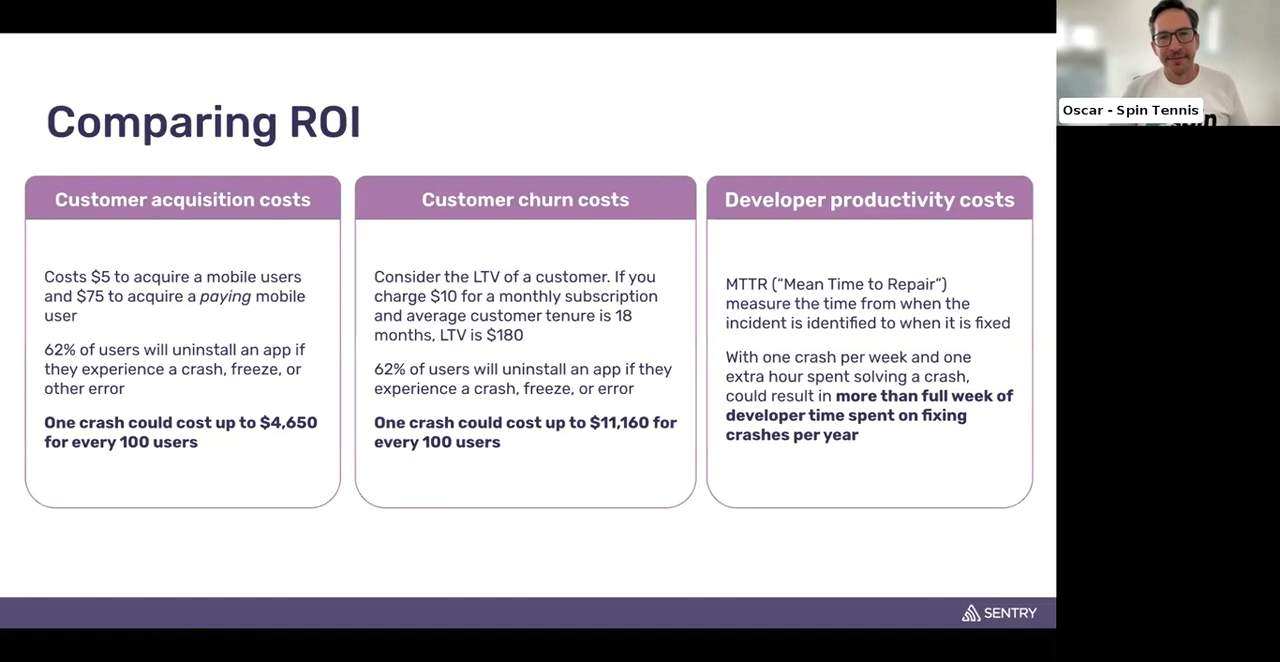 Comparing ROI
Customer acquisition costs
Costs $5 to acquire a mobile users
and $75 to acquire a paying mobile
user
62% of users will uninstall an app if
they experience a crash, freeze, or
other error
One crash could cost up to $4,650
for every 100 users
Customer churn costs
Consider the LTV of a customer. If you
charge $10 for a monthly subscription
and average customer tenure is 18
months, LTV is $180
62% of users will uninstall an app if they
experience a crash, freeze, or error
One crash could cost up to $11,160 for
every 100 users
Developer productivity costs
MTTR (“Mean Time to Repair”)
measure the time from when the
incident is identified to when it is fixed
With one crash per week and one
extra hour spent solving a crash,
could result in more than full week of
developer time spent on fixing
crashes per year
SENTRY
Oscar - Spin Tennis